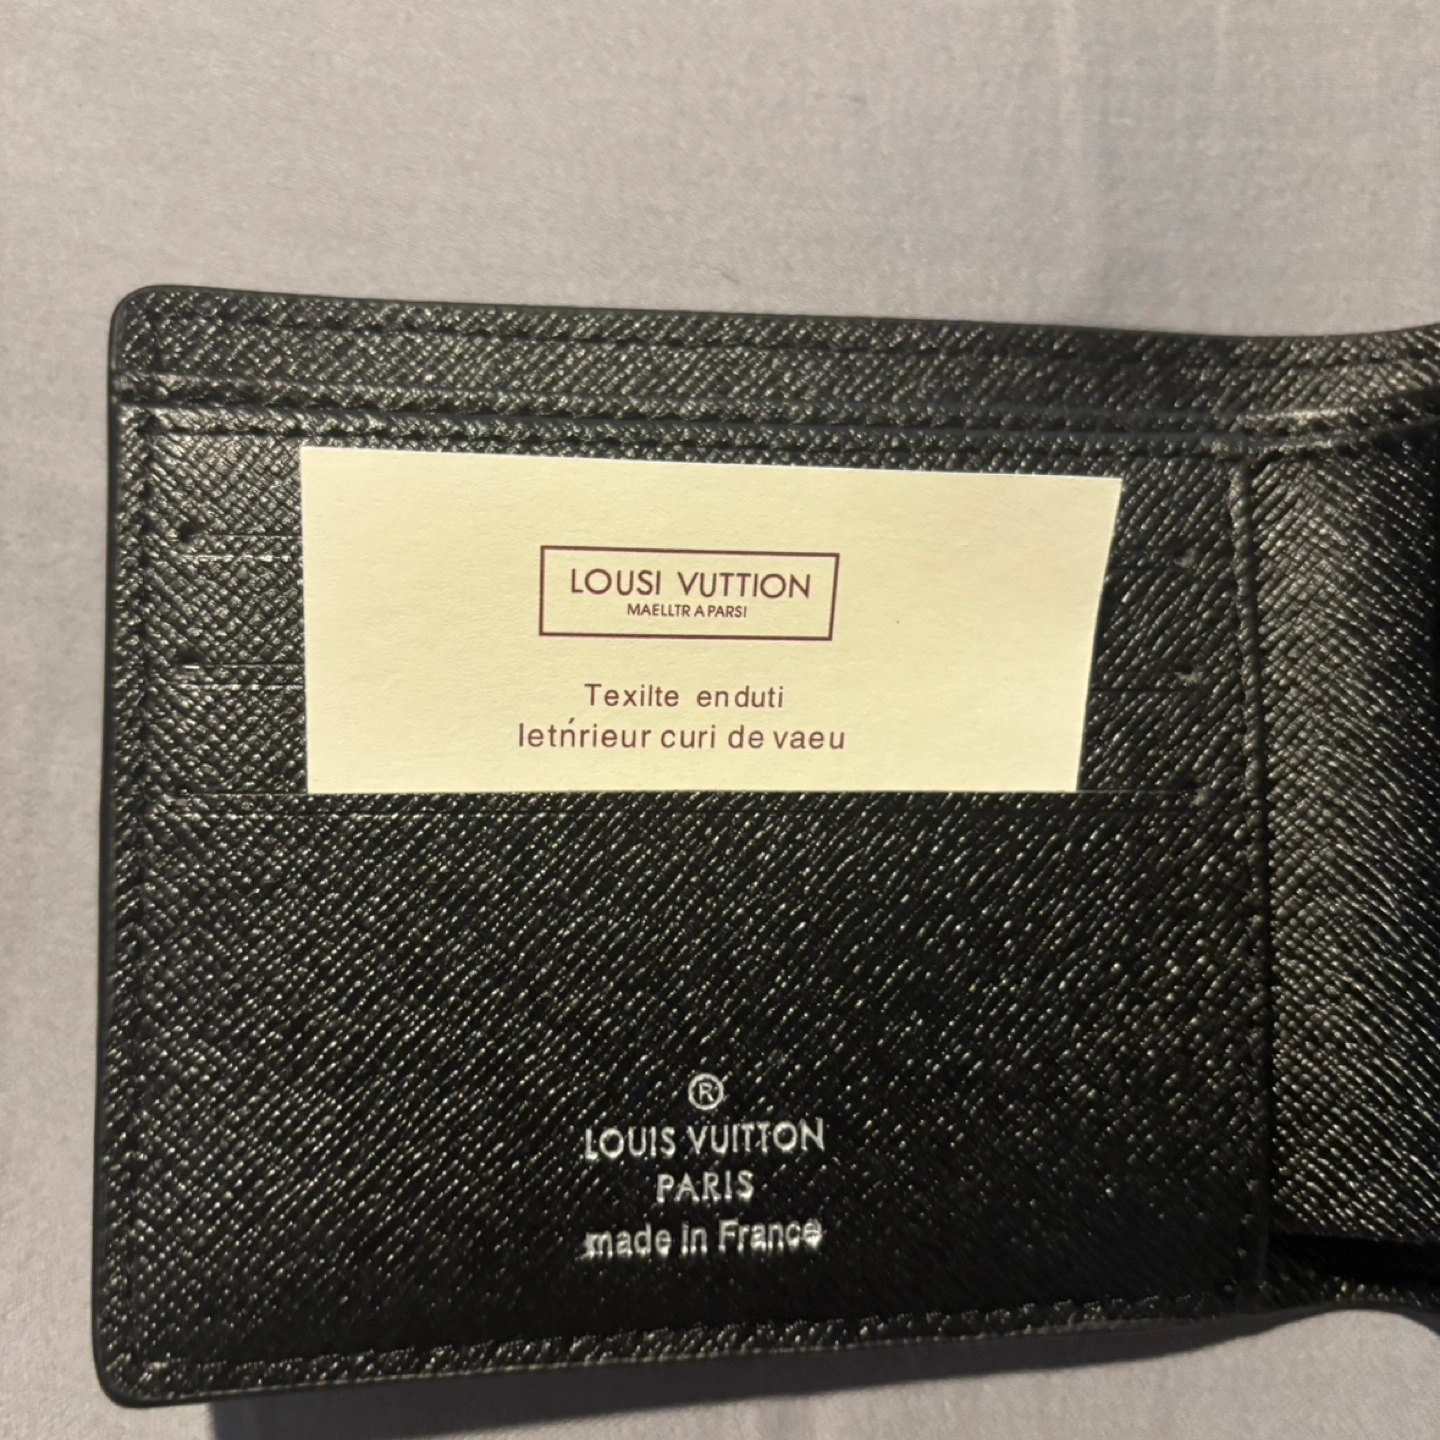 LOUSI VUTTION
MAELLTR A PARSI
Texilte enduti
letńrieur curi de vaeu
®
LOUIS VUITTON
PARIS
made in France